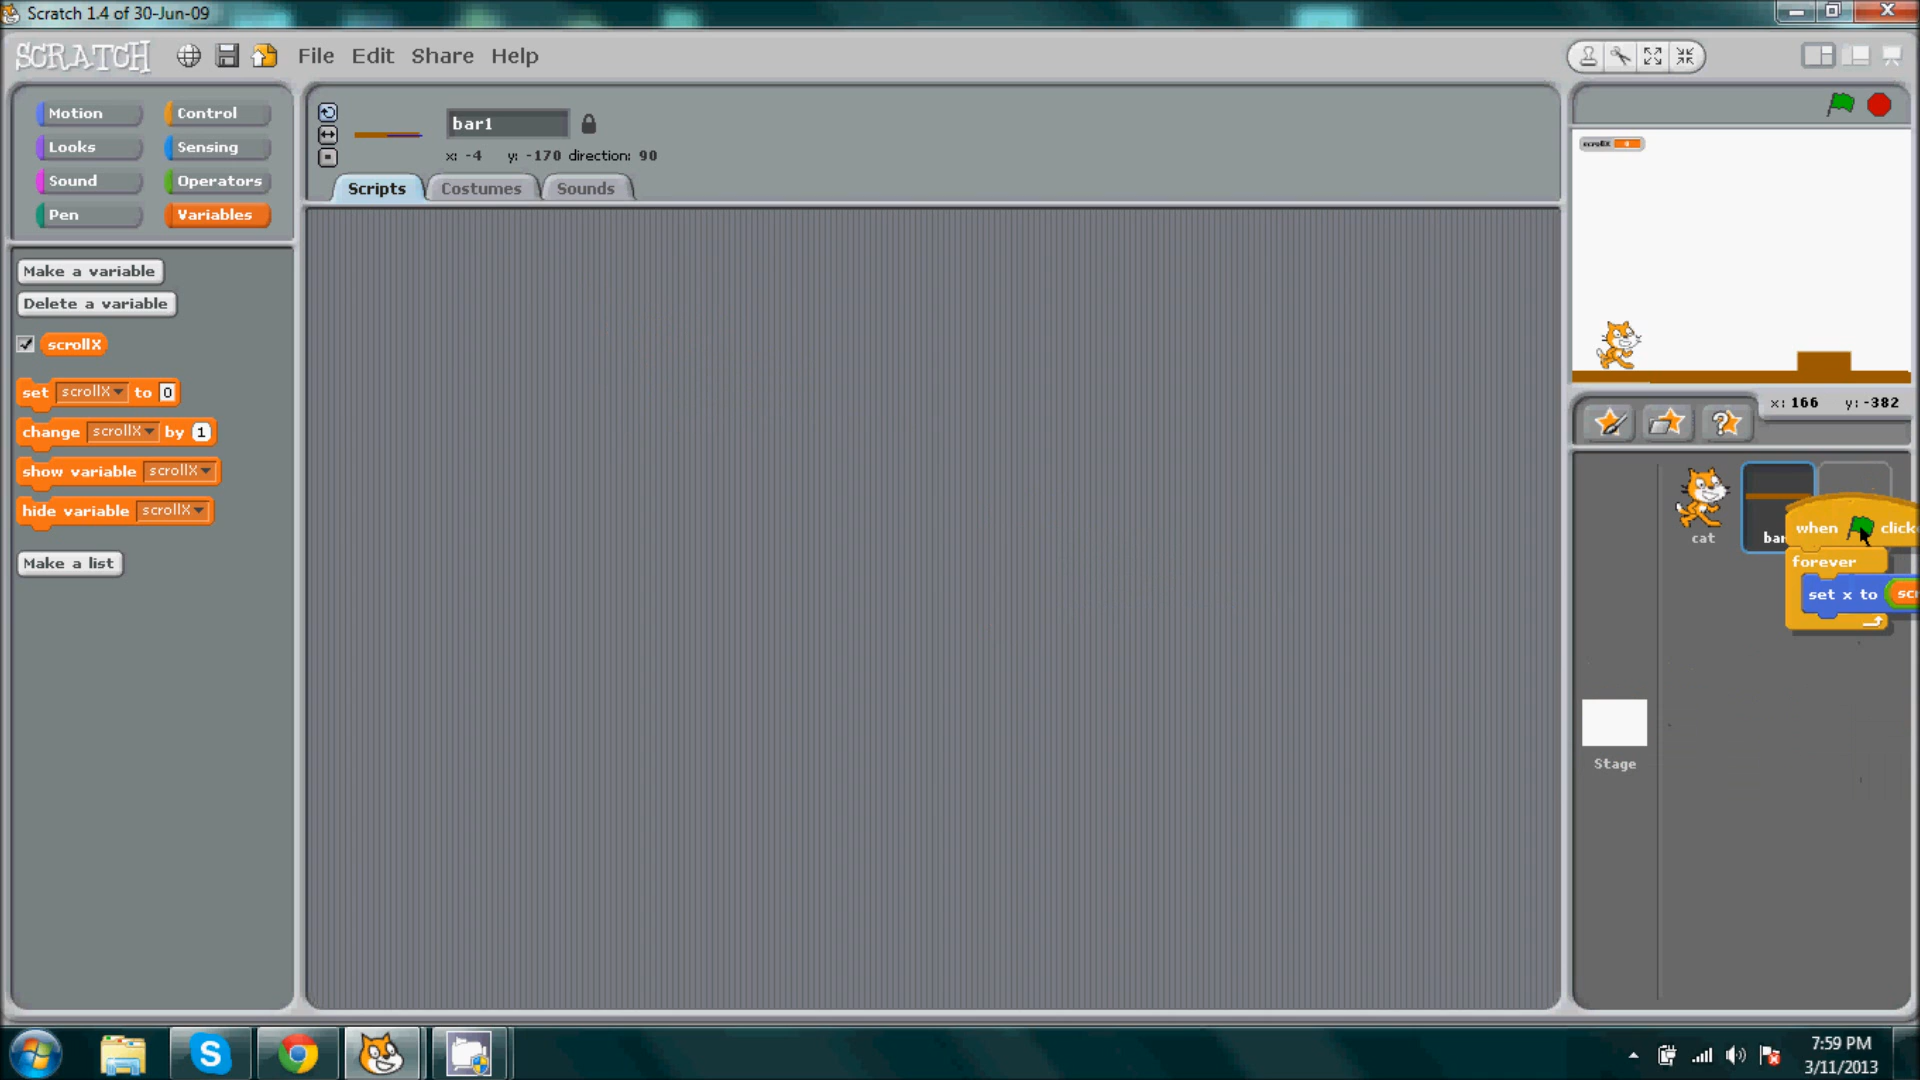 Scratch 1.4 of 30-Jun-09
SCRATCH File Edit Share Help
Motion Control
Looks Sensing
Sound Operators
Pen Variables
Make a variable
Delete a variable
scrollX
set scrollX to 0
change scrollX by 1
show variable scrollX
hide variable scrollX
Make a list
bar1
x: -4 y: -170 direction: 90
Scripts Costumes Sounds
scrollX
x: 166 y: -382
cat
when clicke
forever
set x to scr
Stage
7:59 PM
3/11/2013